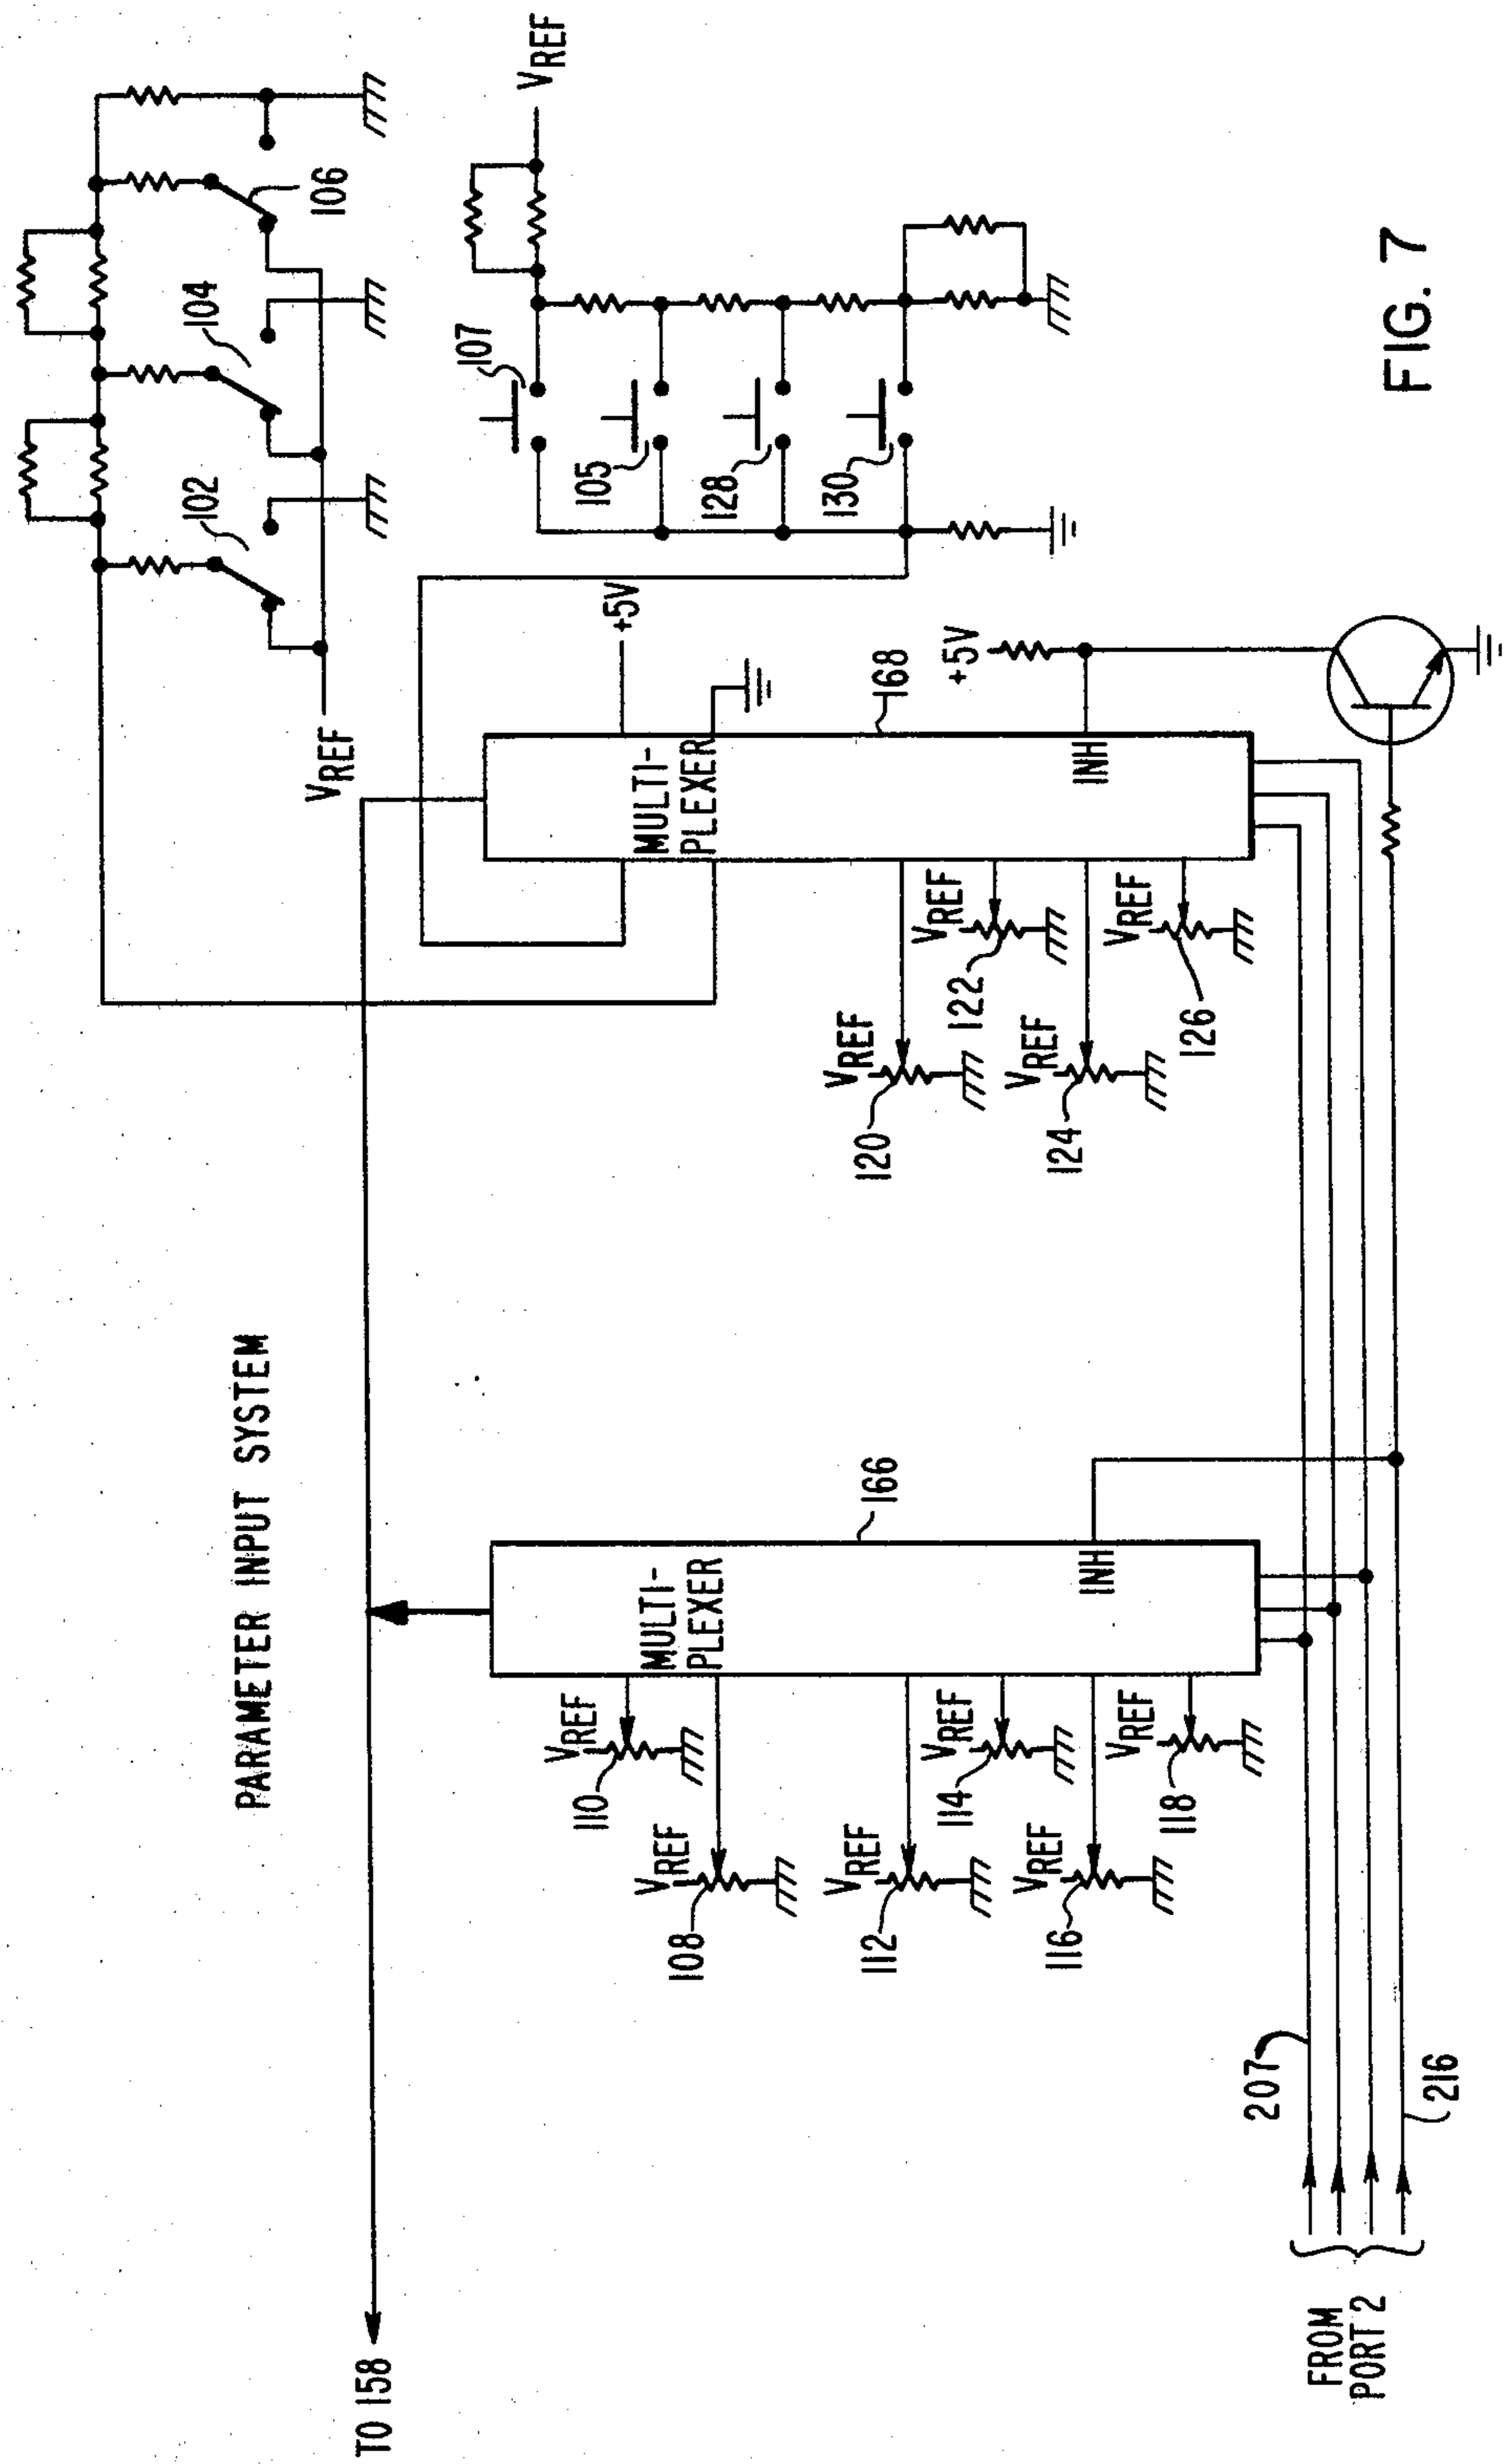 PARAMETER INPUT SYSTEM
TO 158
VREF
102
104
106
VREF
107
105
128
130
+5V
MULTI-
PLEXER
168
+5V
INH
VREF
120
VREF
122
VREF
124
VREF
126
MULTI-
PLEXER
166
INH
VREF
110
VREF
108
VREF
112
VREF
114
VREF
116
VREF
118
207
216
FROM
PORT 2
FIG. 7